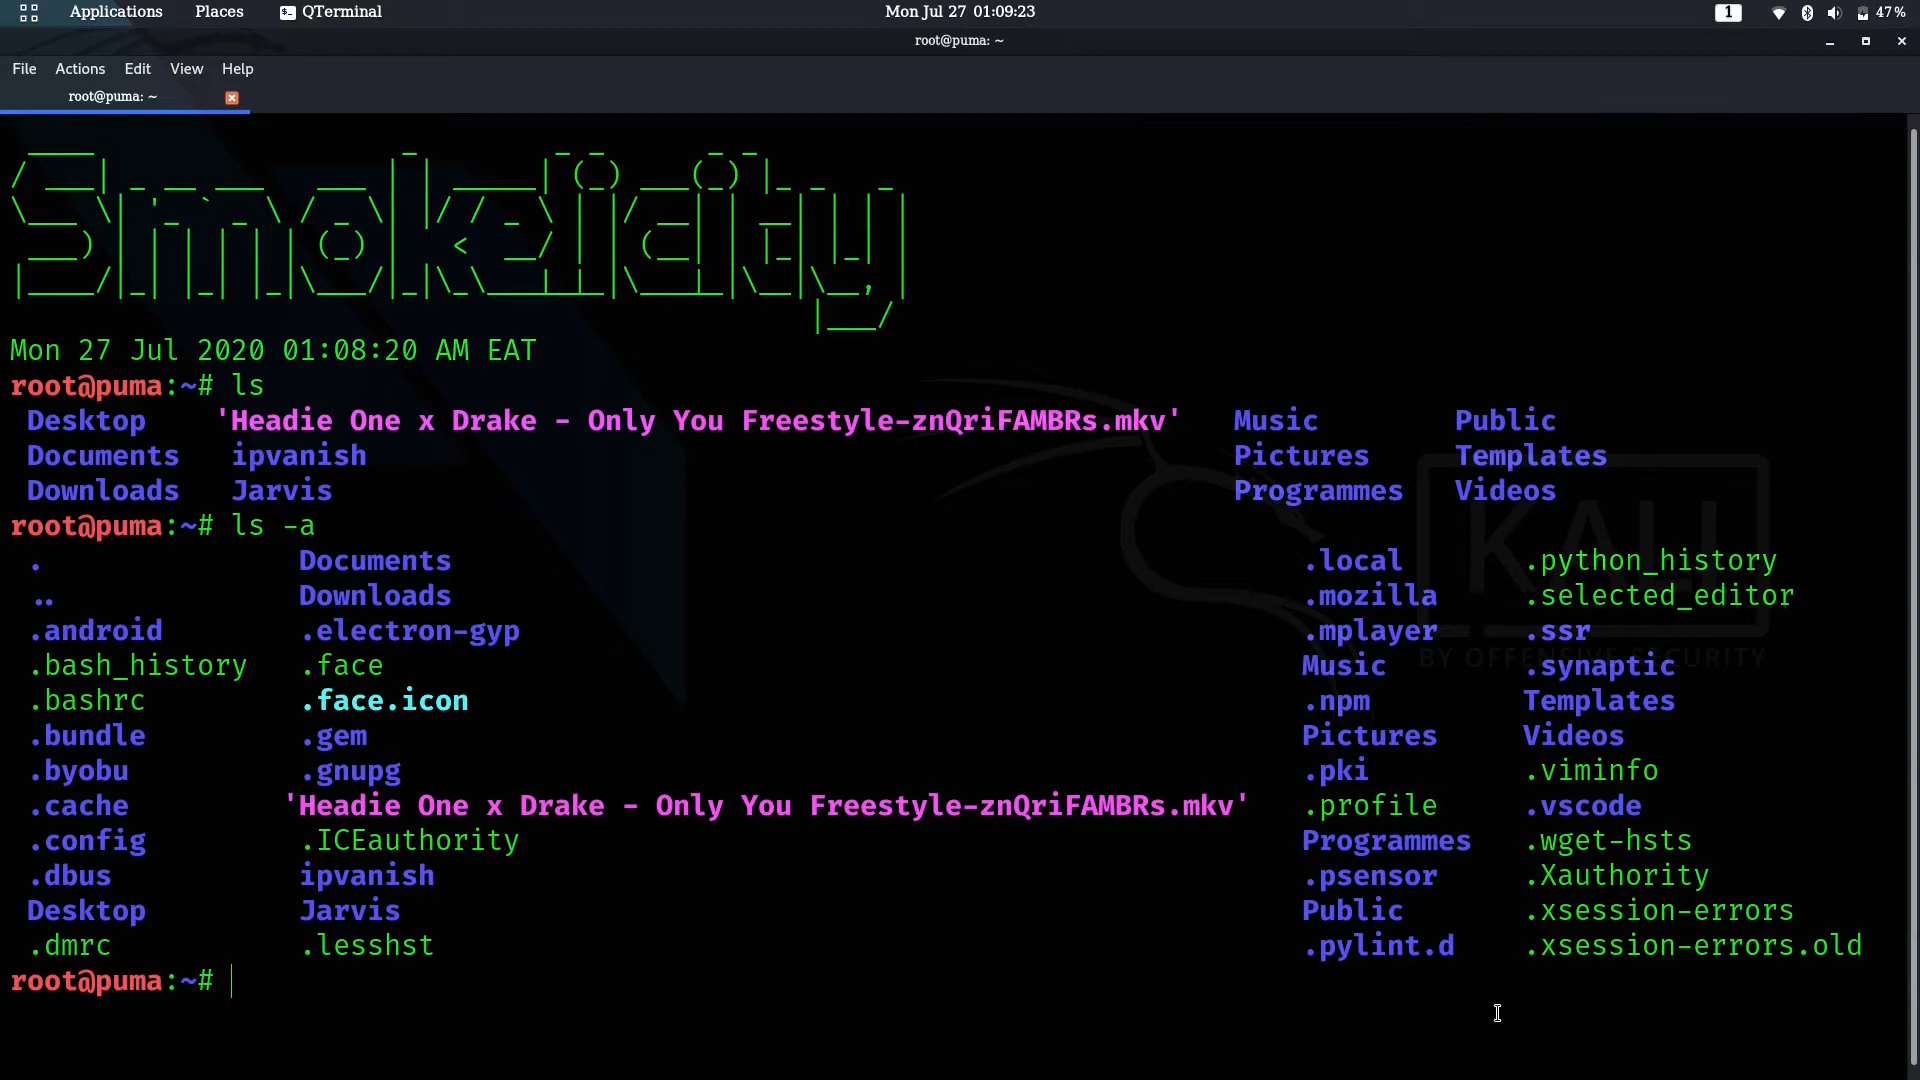 Applications Places QTerminal Mon Jul 27 01:09:23 1 47%
root@puma: ~
File Actions Edit View Help
root@puma: ~
Smokelicity
Mon 27 Jul 2020 01:08:20 AM EAT
root@puma:~# ls
Desktop 'Headie One x Drake - Only You Freestyle-znQriFAMBRs.mkv' Music Public
Documents ipvanish Pictures Templates
Downloads Jarvis Programmes Videos
root@puma:~# ls -a
. Documents .local .python_history
.. Downloads .mozilla .selected_editor
.android .electron-gyp .mplayer .ssr
.bash_history .face Music .synaptic
.bashrc .face.icon .npm Templates
.bundle .gem Pictures Videos
.byobu .gnupg .pki .viminfo
.cache 'Headie One x Drake - Only You Freestyle-znQriFAMBRs.mkv' .profile .vscode
.config .ICEauthority Programmes .wget-hsts
.dbus ipvanish .psensor .Xauthority
Desktop Jarvis Public .xsession-errors
.dmrc .lesshst .pylint.d .xsession-errors.old
root@puma:~#
KALI
BY OFFENSIVE SECURITY